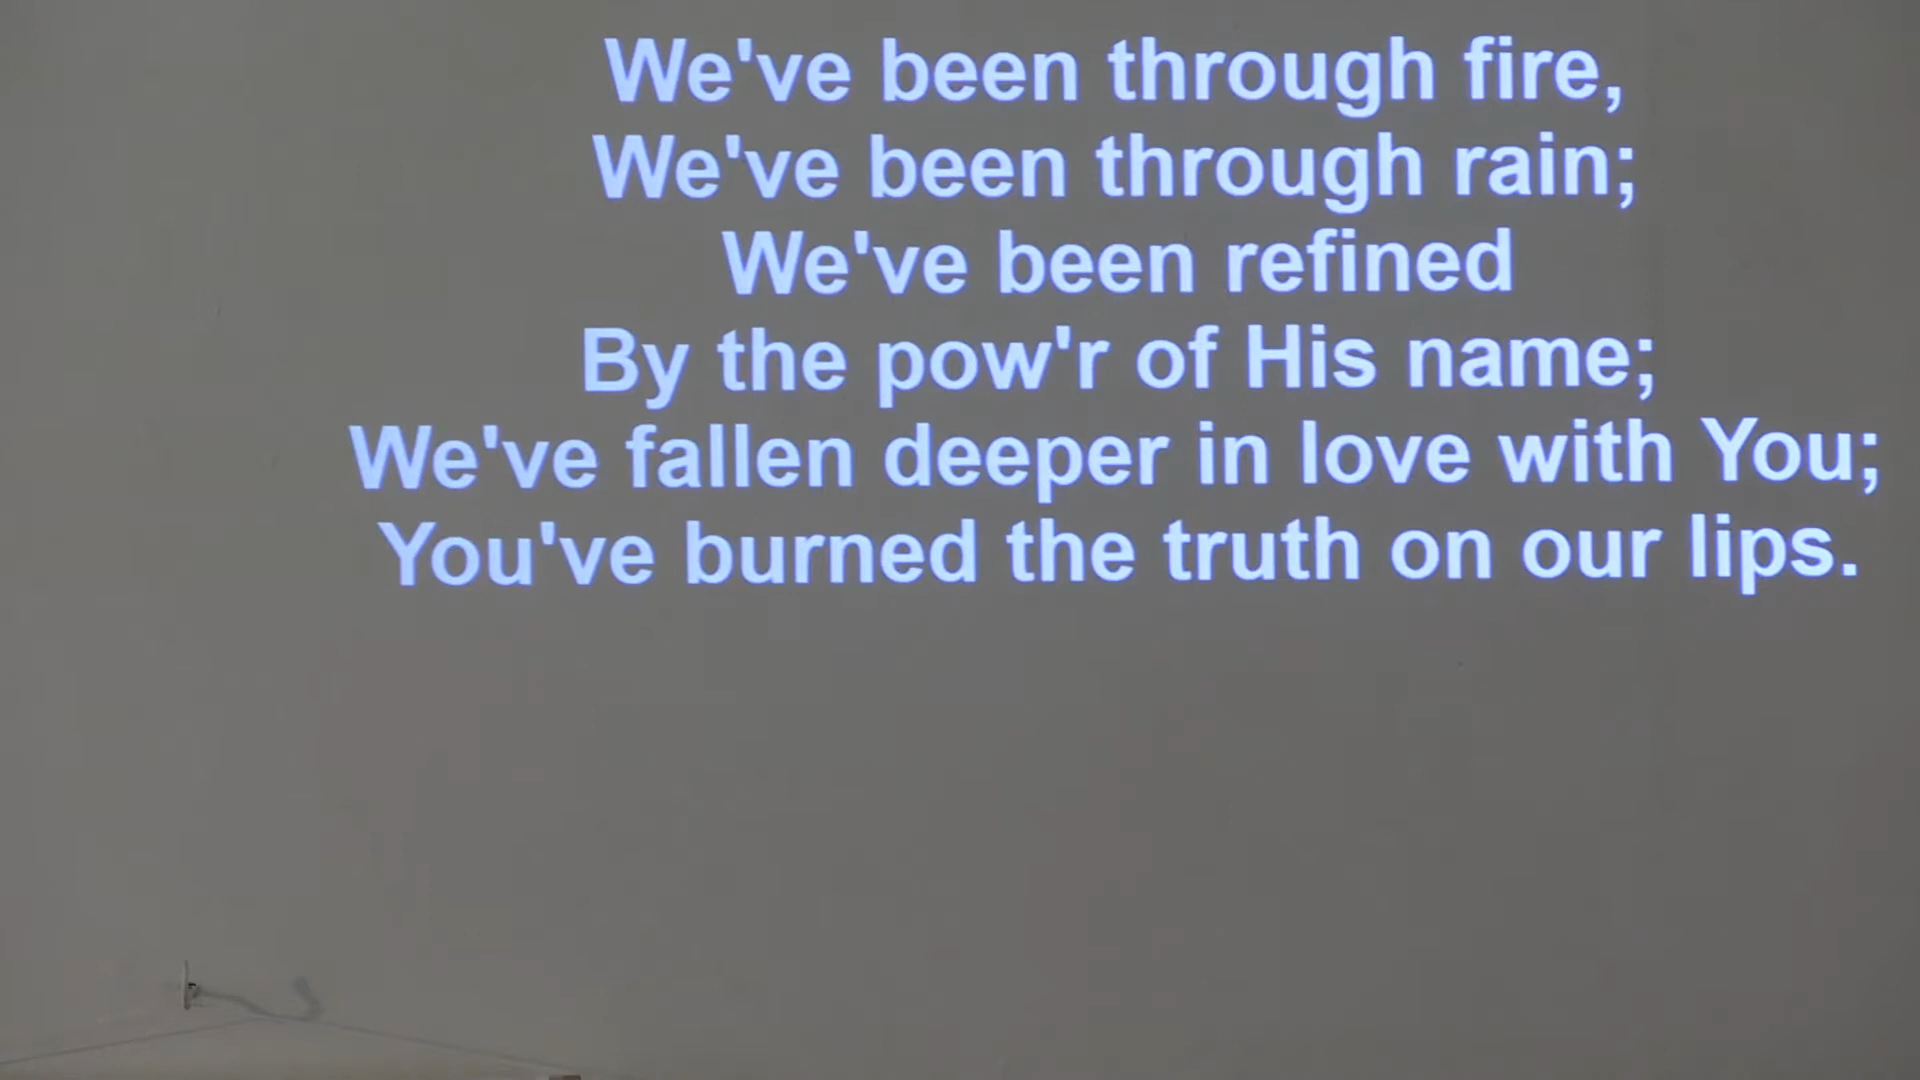 We've been through fire,
We've been through rain;
We've been refined
By the pow'r of His name;
We've fallen deeper in love with You;
You've burned the truth on our lips.